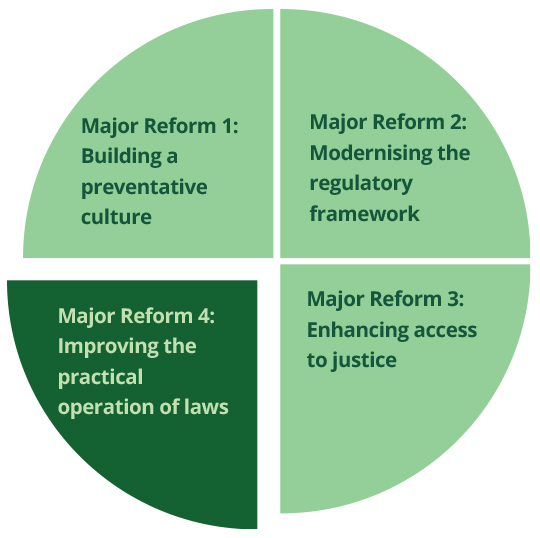 Major Reform 1:
Building a
preventative
culture
Major Reform 2:
Modernising the
regulatory
framework
Major Reform 3:
Enhancing access
to justice
Major Reform 4:
Improving the
practical
operation of laws